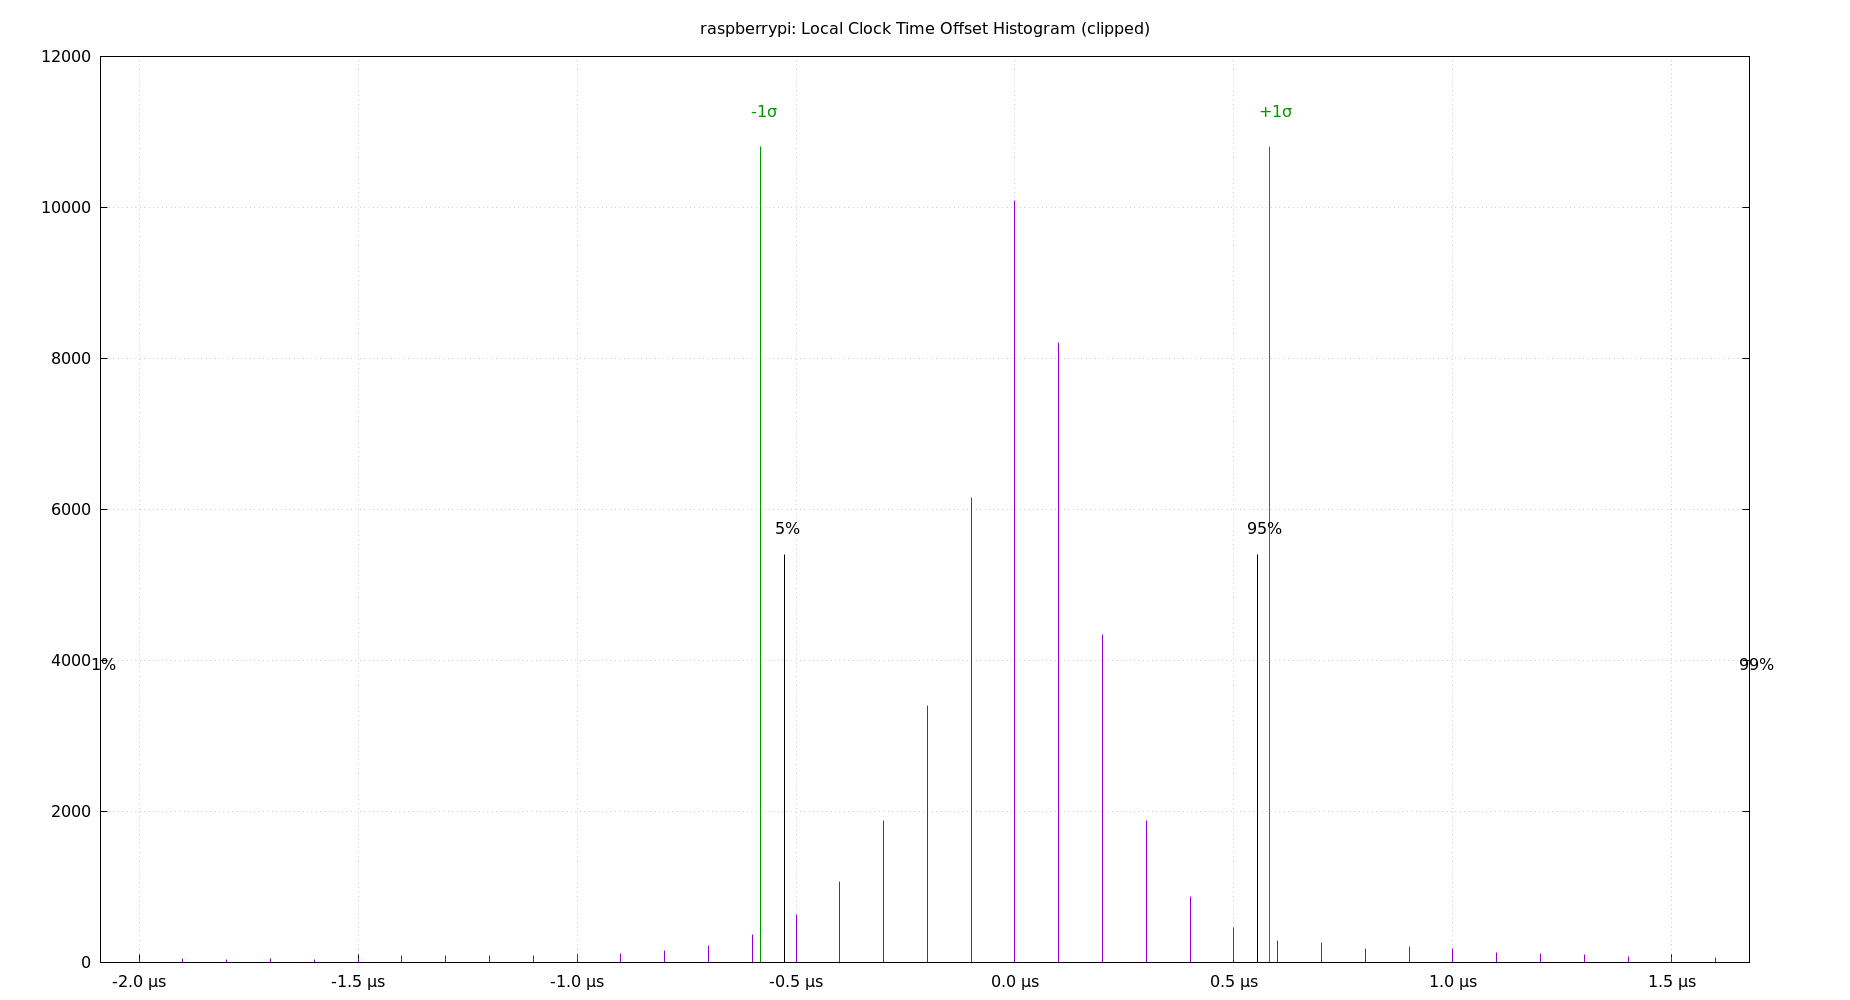 raspberrypi: Local Clock Time Offset Histogram (clipped)
12000
-1σ +1σ
10000
8000
6000
5% 95%
4000 1% 99%
2000
0
-2.0 µs -1.5 µs -1.0 µs -0.5 µs 0.0 µs 0.5 µs 1.0 µs 1.5 µs